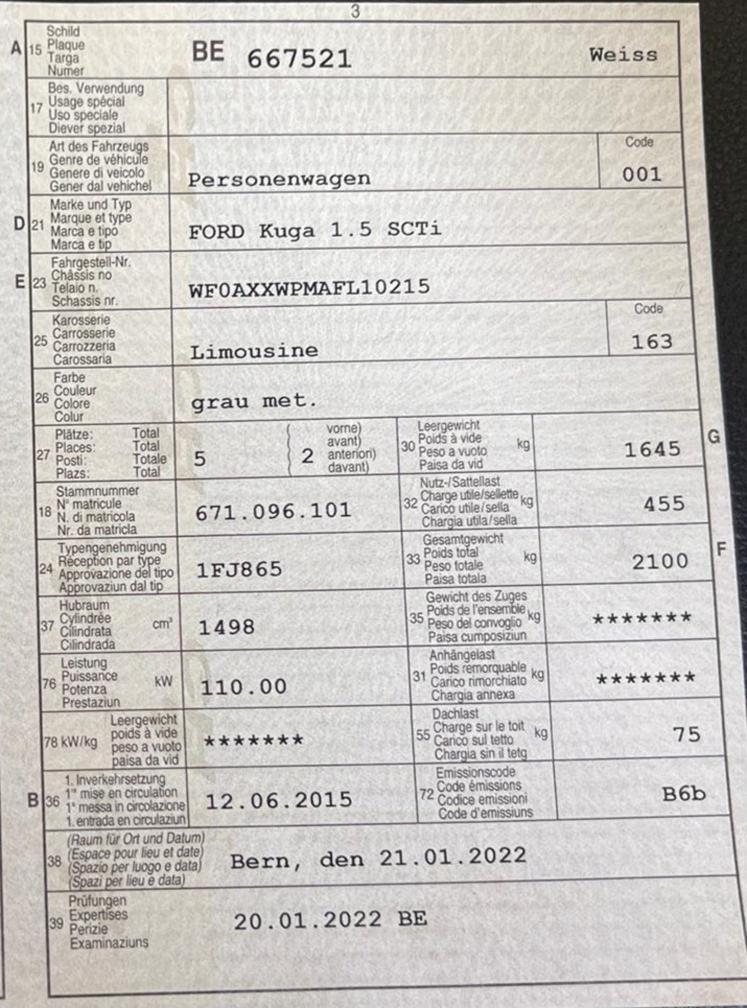 3
A 15 Schild
Plaque
Targa
Numer
BE 667521 Weiss
17 Bes. Verwendung
Usage spécial
Uso speciale
Diever spezial
19 Art des Fahrzeugs
Genre de véhicule
Genere di veicolo
Gener dal vehichel
Personenwagen
Code
001
D 21 Marke und Typ
Marque et type
Marca e tipo
Marca e tip
FORD Kuga 1.5 SCTi
E 23 Fahrgestell-Nr.
Châssis no
Telaio n.
Schassis nr.
WF0AXXWPMAFL10215
25 Karosserie
Carrosserie
Carrozzeria
Carossaria
Limousine
Code
163
26 Farbe
Couleur
Colore
Colur
grau met.
27 Plätze: Total
Places: Total
Posti: Totale
Plazs: Total
5
( 2 vorne)
avant)
anteriori)
davant)
30 Leergewicht
Poids à vide
Peso a vuoto
Paisa da vid
kg
1645
G
18 Stammnummer
N° matricule
N. di matricola
Nr. da matricla
671.096.101
32 Nutz-/Sattellast
Charge utile/sellette
Carico utile/sella
Chargia utila/sella
kg
455
24 Typengenehmigung
Réception par type
Approvazione del tipo
Approvaziun dal tip
1FJ865
33 Gesamtgewicht
Poids total
Peso totale
Paisa totala
kg
2100
F
37 Hubraum
Cylindrée
Cilindrata
Cilindrada
cm³
1498
35 Gewicht des Zuges
Poids de l'ensemble
Peso del convoglio
Paisa cumposiziun
kg
*******
76 Leistung
Puissance
Potenza
Prestaziun
kW
110.00
31 Anhängelast
Poids remorquable
Carico rimorchiato
Chargia annexa
kg
*******
78 kW/kg Leergewicht
poids à vide
peso a vuoto
paisa da vid
*******
55 Dachlast
Charge sur le toit
Carico sul tetto
Chargia sin il tetg
kg
75
B 36 1. Inverkehrsetzung
1re mise en circulation
1a messa in circolazione
1. entrada en circulaziun
12.06.2015
72 Emissionscode
Code émissions
Codice emissioni
Code d'emissiuns
B6b
38 (Raum für Ort und Datum)
(Espace pour lieu et date)
(Spazio per luogo e data)
(Spazi per lieu e data)
Bern, den 21.01.2022
39 Prüfungen
Expertises
Perizie
Examinaziuns
20.01.2022 BE